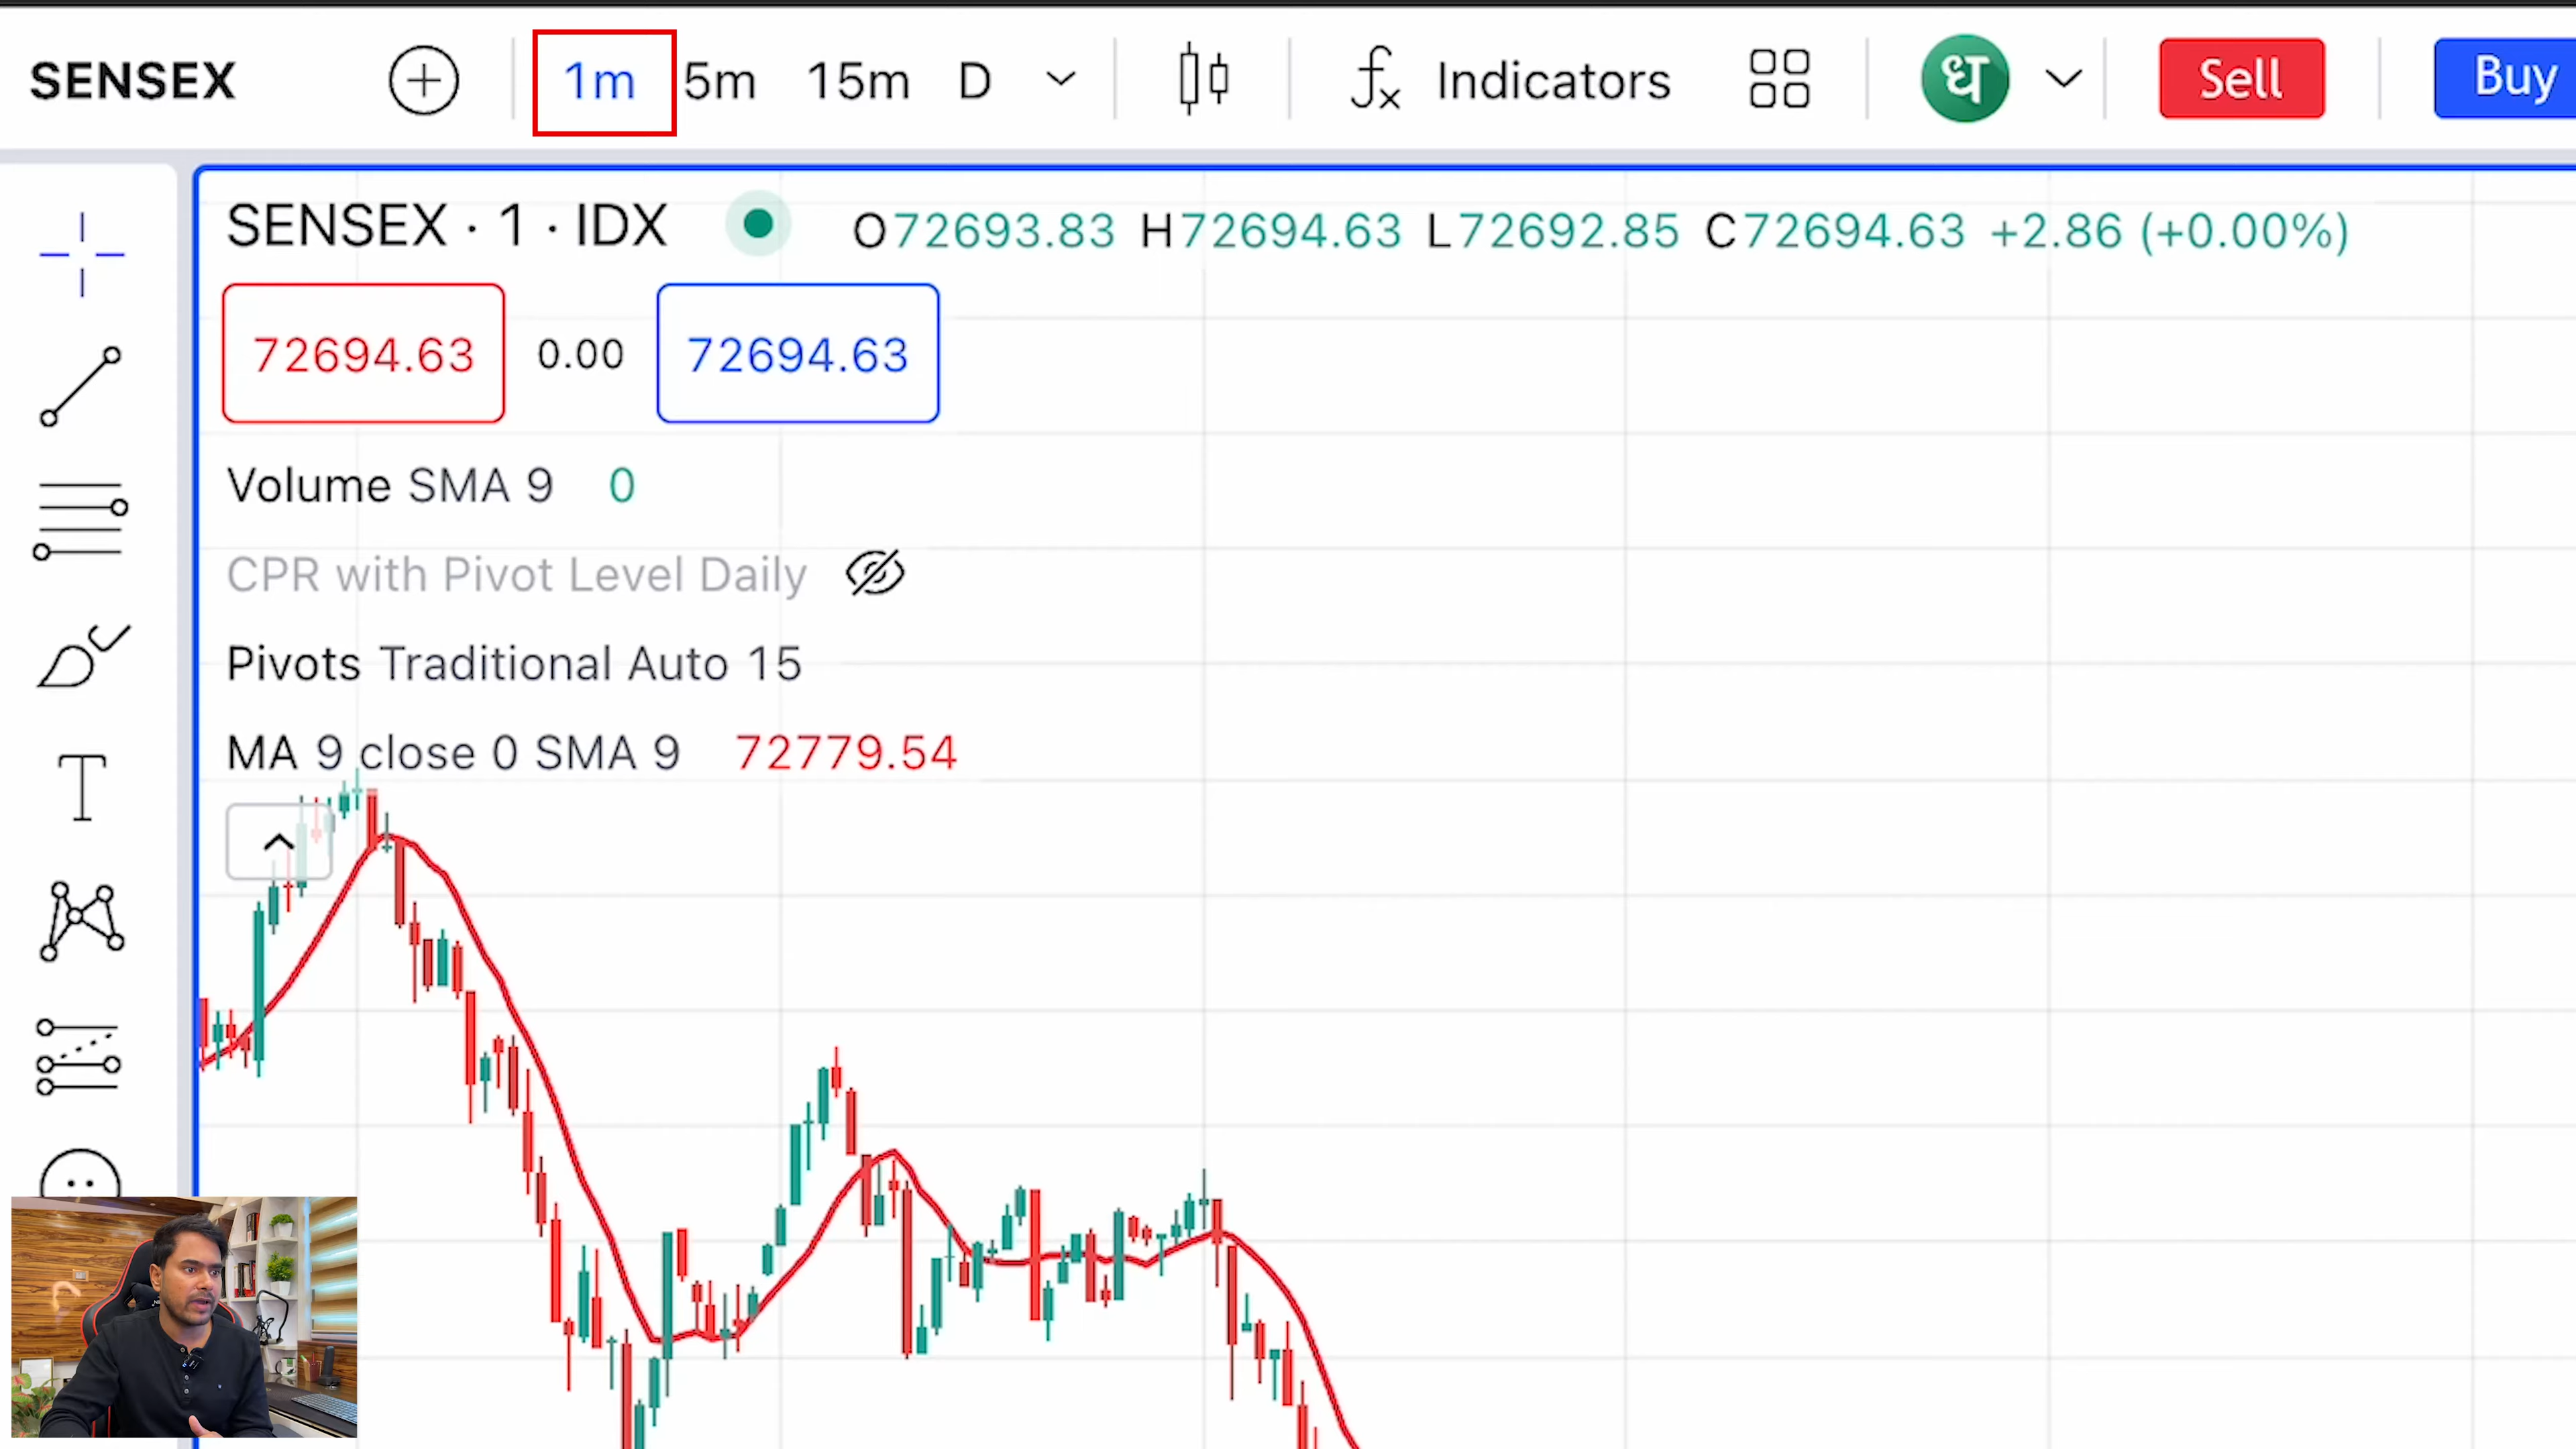 SENSEX 1m 5m 15m D Indicators ध Sell Buy
SENSEX · 1 · IDX O72693.83 H72694.63 L72692.85 C72694.63 +2.86 (+0.00%)
72694.63 0.00 72694.63
Volume SMA 9 0
CPR with Pivot Level Daily
Pivots Traditional Auto 15
MA 9 close 0 SMA 9 72779.54